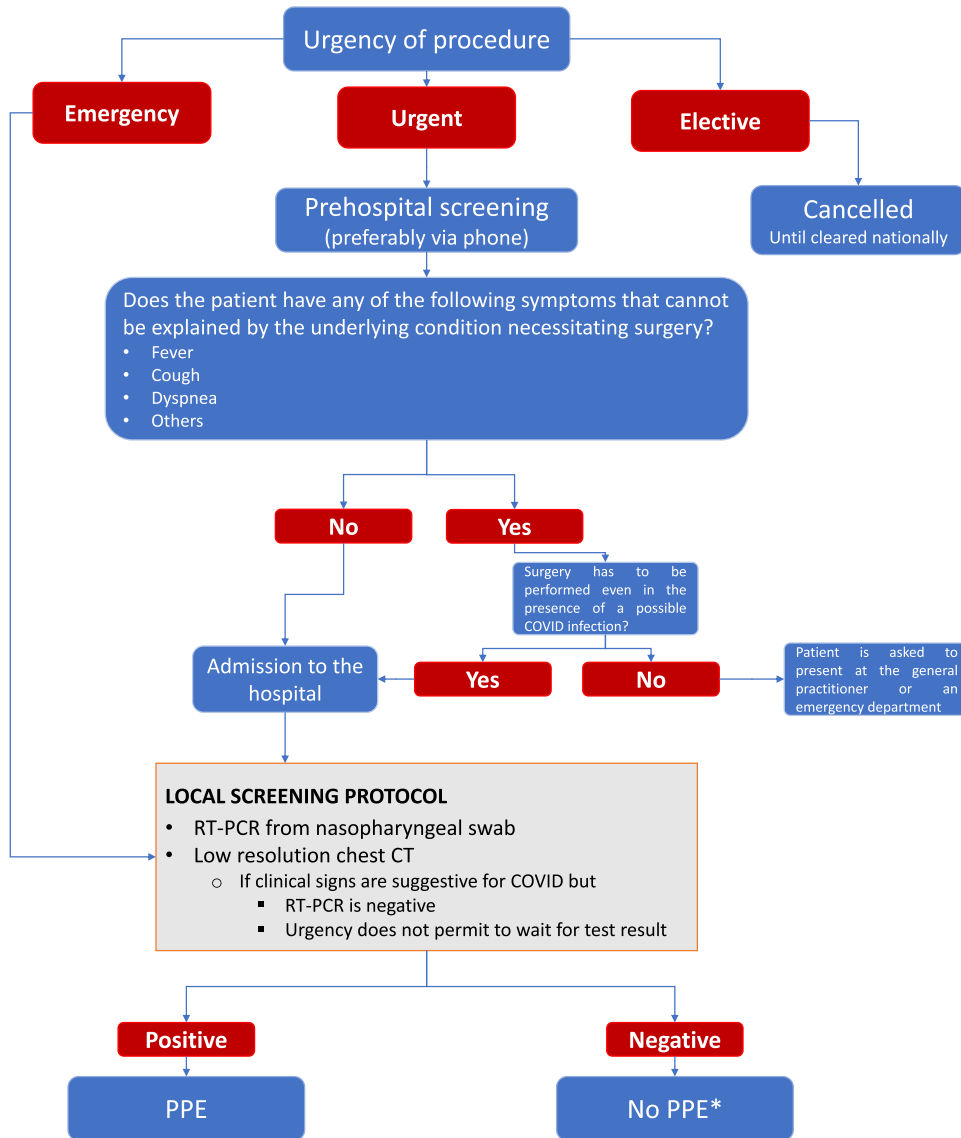 Urgency of procedure
Emergency
Urgent
Elective
Prehospital screening
(preferably via phone)
Cancelled
Until cleared nationally
Does the patient have any of the following symptoms that cannot
be explained by the underlying condition necessitating surgery?
• Fever
• Cough
• Dyspnea
• Others
No
Yes
Surgery has to be
performed even in the
presence of a possible
COVID infection?
Admission to the
hospital
Yes
No
Patient is asked to
present at the general
practitioner or an
emergency department
LOCAL SCREENING PROTOCOL
• RT-PCR from nasopharyngeal swab
• Low resolution chest CT
o If clinical signs are suggestive for COVID but
▪ RT-PCR is negative
▪ Urgency does not permit to wait for test result
Positive
Negative
PPE
No PPE*